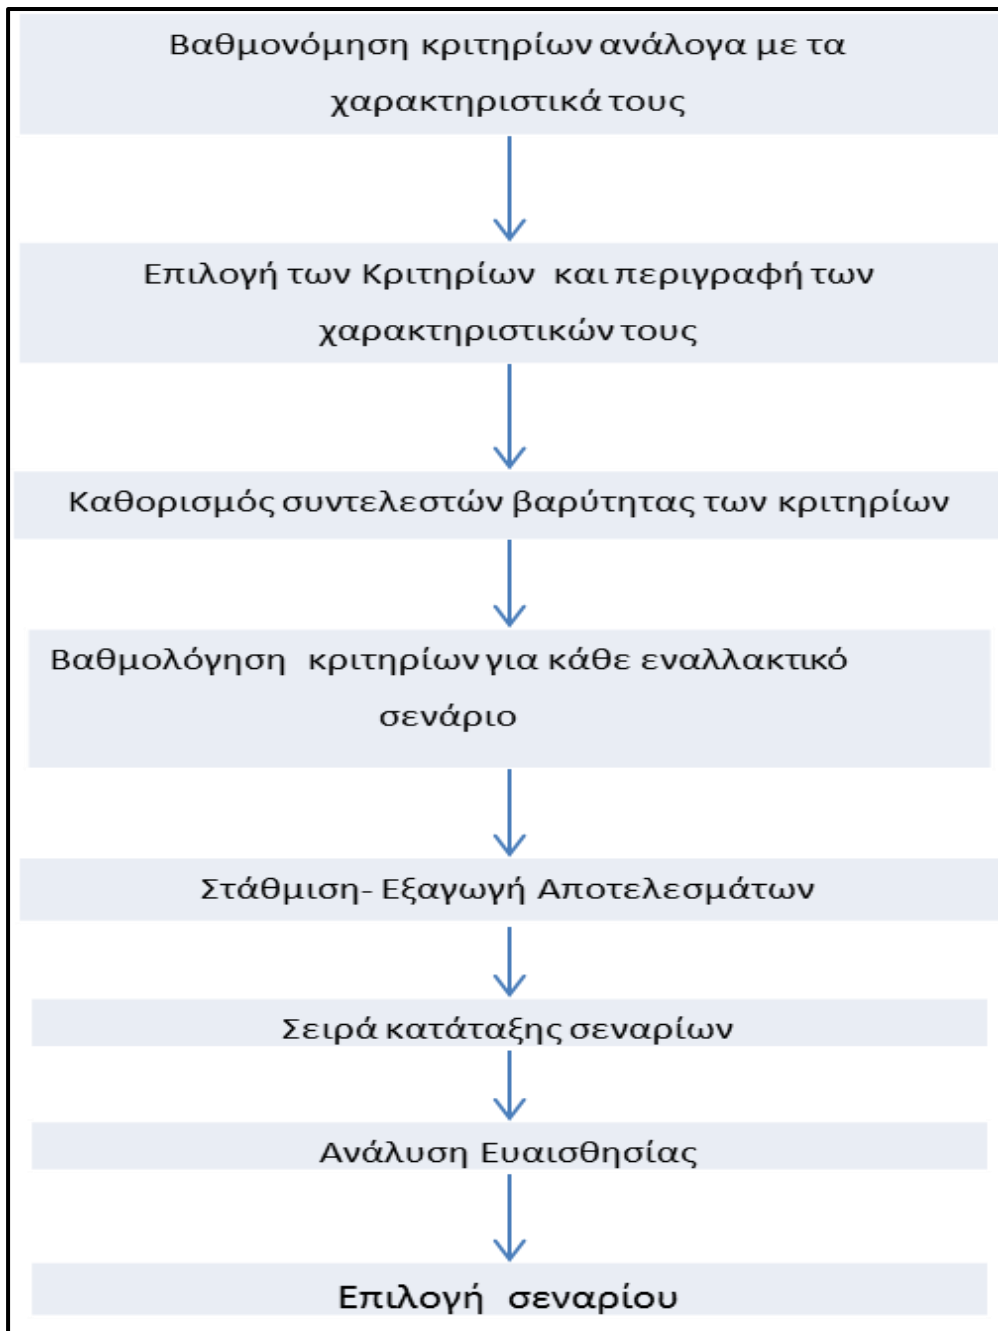 Βαθμονόμηση κριτηρίων ανάλογα με τα
χαρακτηριστικά τους
Επιλογή των Κριτηρίων και περιγραφή των
χαρακτηριστικών τους
Καθορισμός συντελεστών βαρύτητας των κριτηρίων
Βαθμολόγηση κριτηρίων για κάθε εναλλακτικό
σενάριο
Στάθμιση- Εξαγωγή Αποτελεσμάτων
Σειρά κατάταξης σεναρίων
Ανάλυση Ευαισθησίας
Επιλογή σεναρίου